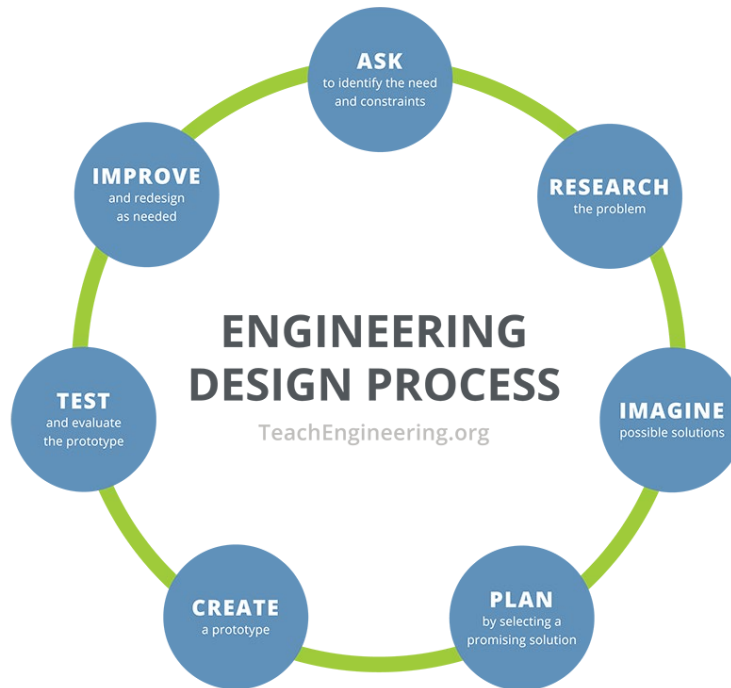 ASK
to identify the need
and constraints
RESEARCH
the problem
IMAGINE
possible solutions
PLAN
by selecting a
promising solution
CREATE
a prototype
TEST
and evaluate
the prototype
IMPROVE
and redesign
as needed
ENGINEERING
DESIGN PROCESS
TeachEngineering.org